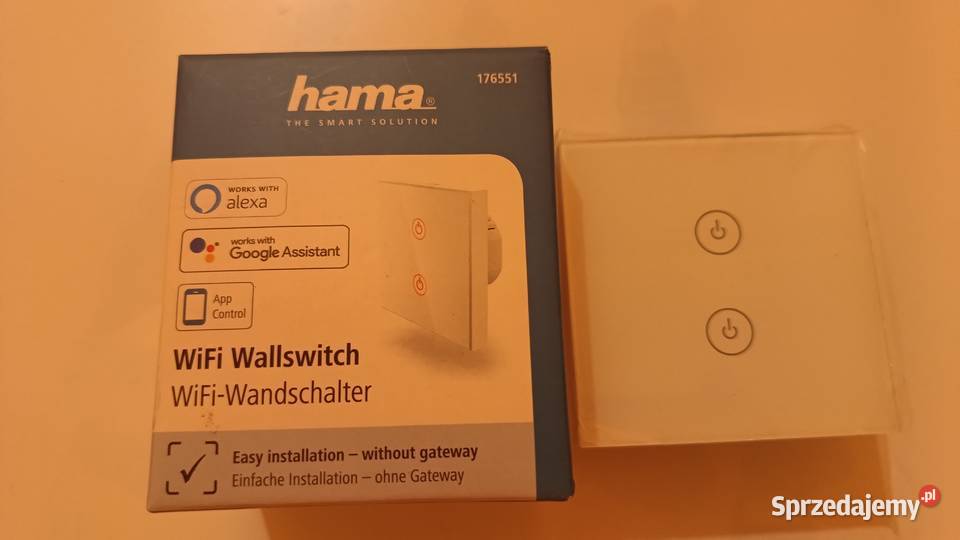 hama®
THE SMART SOLUTION
176551
WORKS WITH
alexa
works with
Google Assistant
App
Control
WiFi Wallswitch
WiFi-Wandschalter
Easy installation – without gateway
Einfache Installation – ohne Gateway
Sprzedajemy.pl